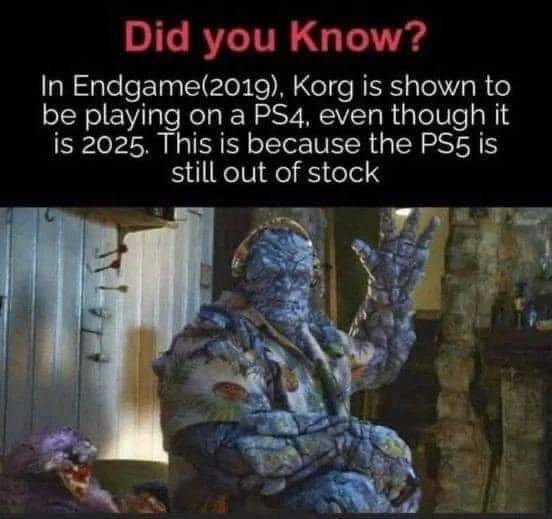 Did you Know?
In Endgame(2019), Korg is shown to
be playing on a PS4, even though it
is 2025. This is because the PS5 is
still out of stock